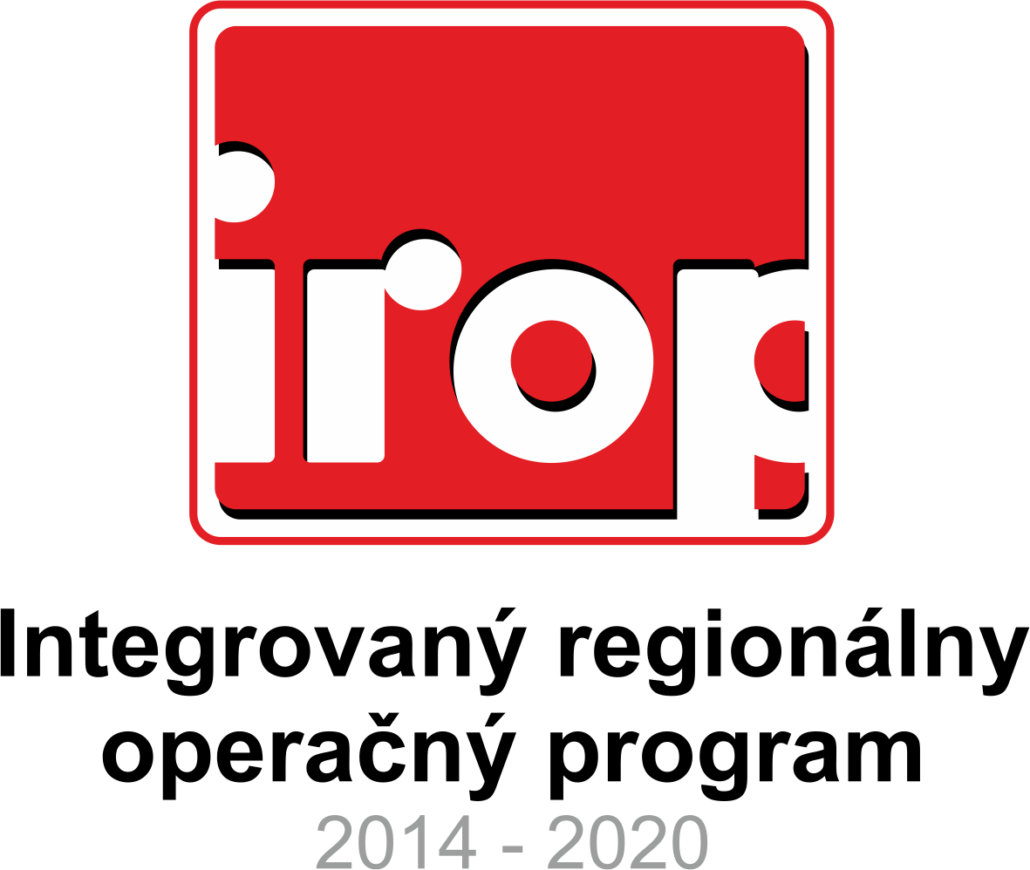 irop
Integrovaný regionálny
operačný program
2014 - 2020